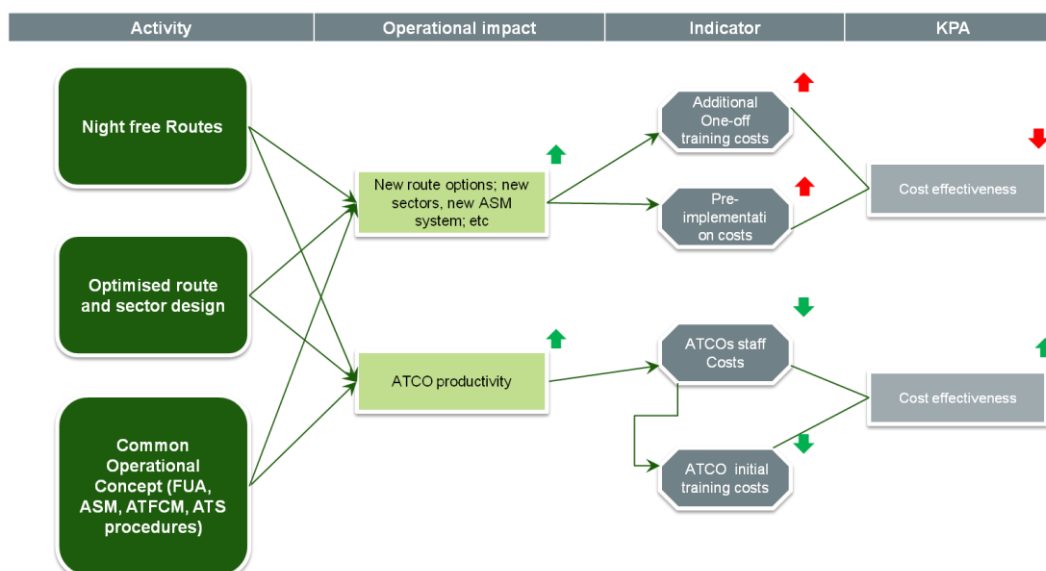 Activity
Operational impact
Indicator
KPA
Night free Routes
Optimised route
and sector design
Common
Operational
Concept (FUA,
ASM, ATFCM, ATS
procedures)
New route options; new
sectors, new ASM
system; etc
ATCO productivity
Additional
One-off
training costs
Pre-
implementati
on costs
ATCOs staff
Costs
ATCO initial
training costs
Cost effectiveness
Cost effectiveness